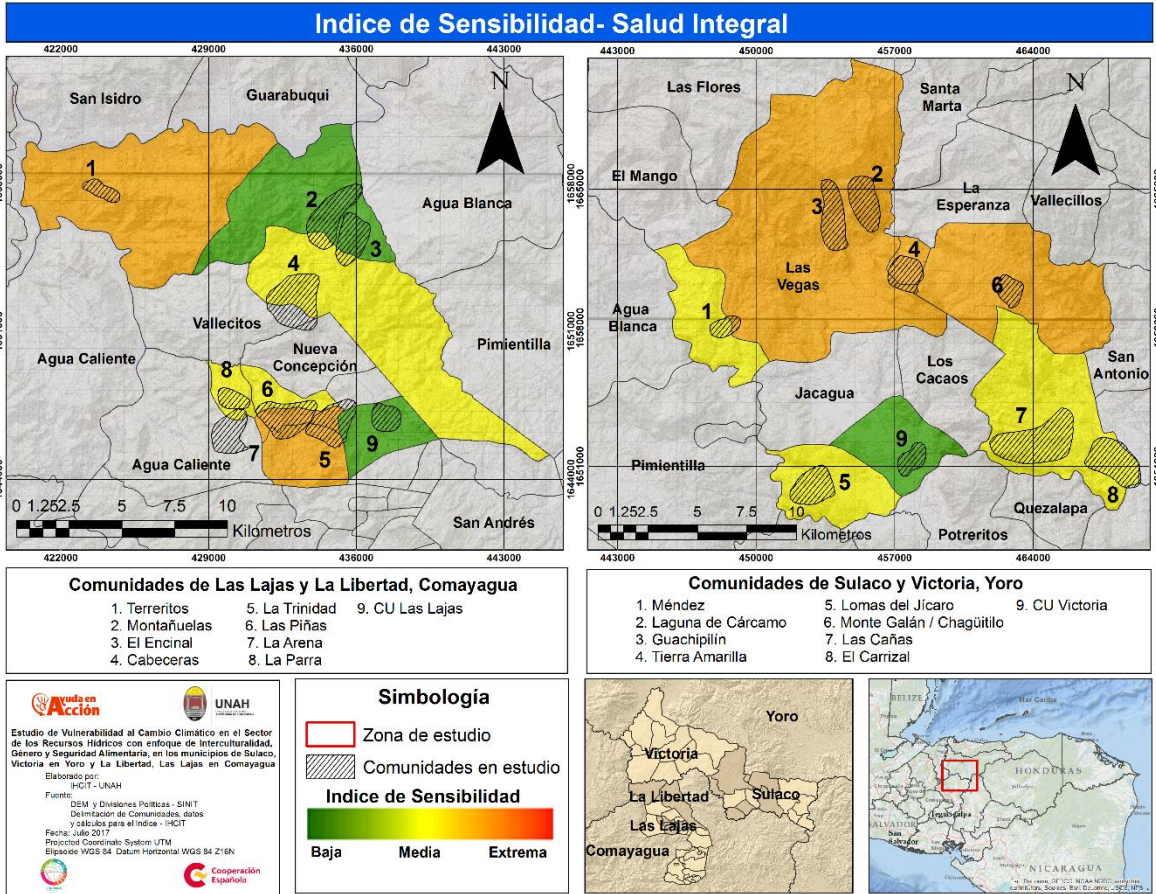 Indice de Sensibilidad- Salud Integral
422000 429000 436000 443000
San Isidro
Guarabuqui
N
1
2
Agua Blanca
3
4
Vallecitos
Nueva
Concepción
Agua Caliente
Pimientilla
8
6
9
7
5
Agua Caliente
San Andrés
0 1.252.5 5 7.5 10
Kilometros
1658000
1651000
1644000
422000 429000 436000 443000
443000 450000 457000 464000
Las Flores
Santa
Marta
N
El Mango
2
3
La
Esperanza
Vallecillos
4
Las
Vegas
6
Agua
Blanca
1
Los
Cacaos
San
Antonio
Jacagua
7
9
Pimientilla
5
8
Quezalapa
Potreritos
0 1.252.5 5 7.5 10
Kilometros
1665000
1658000
1651000
443000 450000 457000 464000
Comunidades de Las Lajas y La Libertad, Comayagua
1. Terreritos 5. La Trinidad 9. CU Las Lajas
2. Montañuelas 6. Las Piñas
3. El Encinal 7. La Arena
4. Cabeceras 8. La Parra
Comunidades de Sulaco y Victoria, Yoro
1. Méndez 5. Lomas del Jícaro 9. CU Victoria
2. Laguna de Cárcamo 6. Monte Galán / Chagüitilo
3. Guachipilín 7. Las Cañas
4. Tierra Amarilla 8. El Carrizal
Ayuda en
Acción
UNAH
Estudio de Vulnerabilidad al Cambio Climático en el Sector
de los Recursos Hídricos con enfoque de Interculturalidad,
Género y Seguridad Alimentaria, en los municipios de Sulaco,
Victoria en Yoro y La Libertad, Las Lajas en Comayagua
Elaborado por:
IHCIT - UNAH
Fuente:
DEM y Divisiones Politicas - SINIT
Delimitación de Comunidades, datos
y cálculos para el Indice - IHCIT
Fecha: Julio 2017
Projected Coordinate System UTM
Elipsoide WGS 84 Datum Horizontal WGS 84 Z16N
Cooperación
Española
Simbología
Zona de estudio
Comunidades en estudio
Indice de Sensibilidad
Baja Media Extrema
Yoro
Victoria
La Libertad
Sulaco
Las Lajas
Comayagua
BELIZE
Mar Caribe
HONDURAS
Tegucigalpa
San
Salvador
NICARAGUA